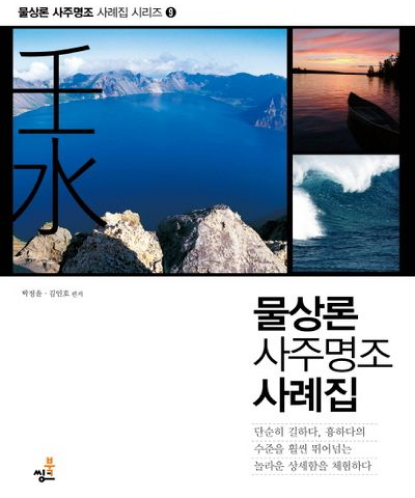 물상론 사주명조 사례집 시리즈 ❾
壬
水
백정욜 · 김인호 편저
물상론
사주명조
사례집
단순히 길하다, 흉하다의
수준을 훨씬 뛰어넘는
놀라운 상세함을 체험하다
씽크북